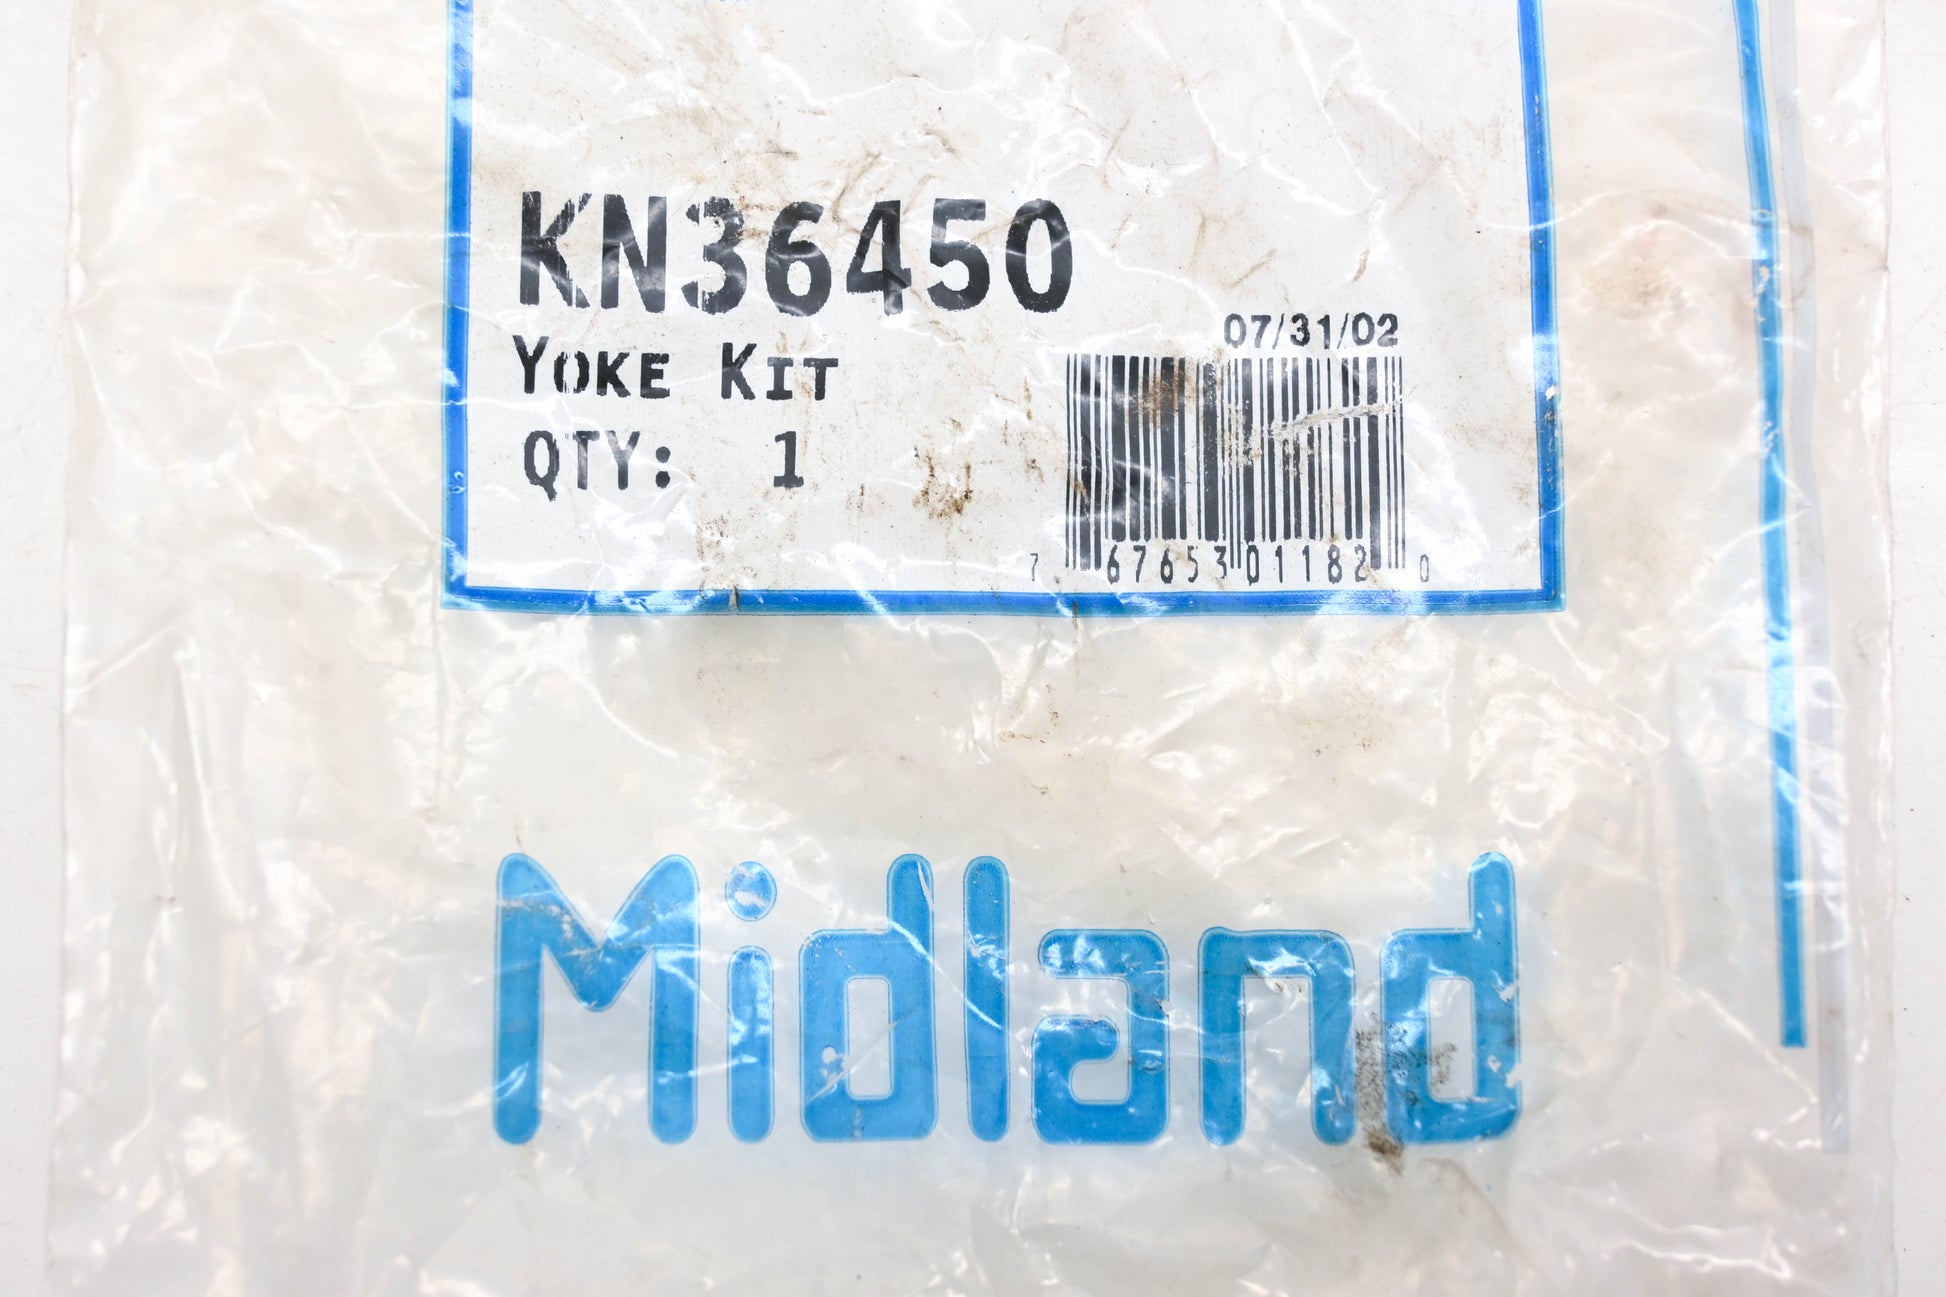 KN36450
07/31/02
YOKE KIT
QTY: 1
7 67653 01182 0
Midland